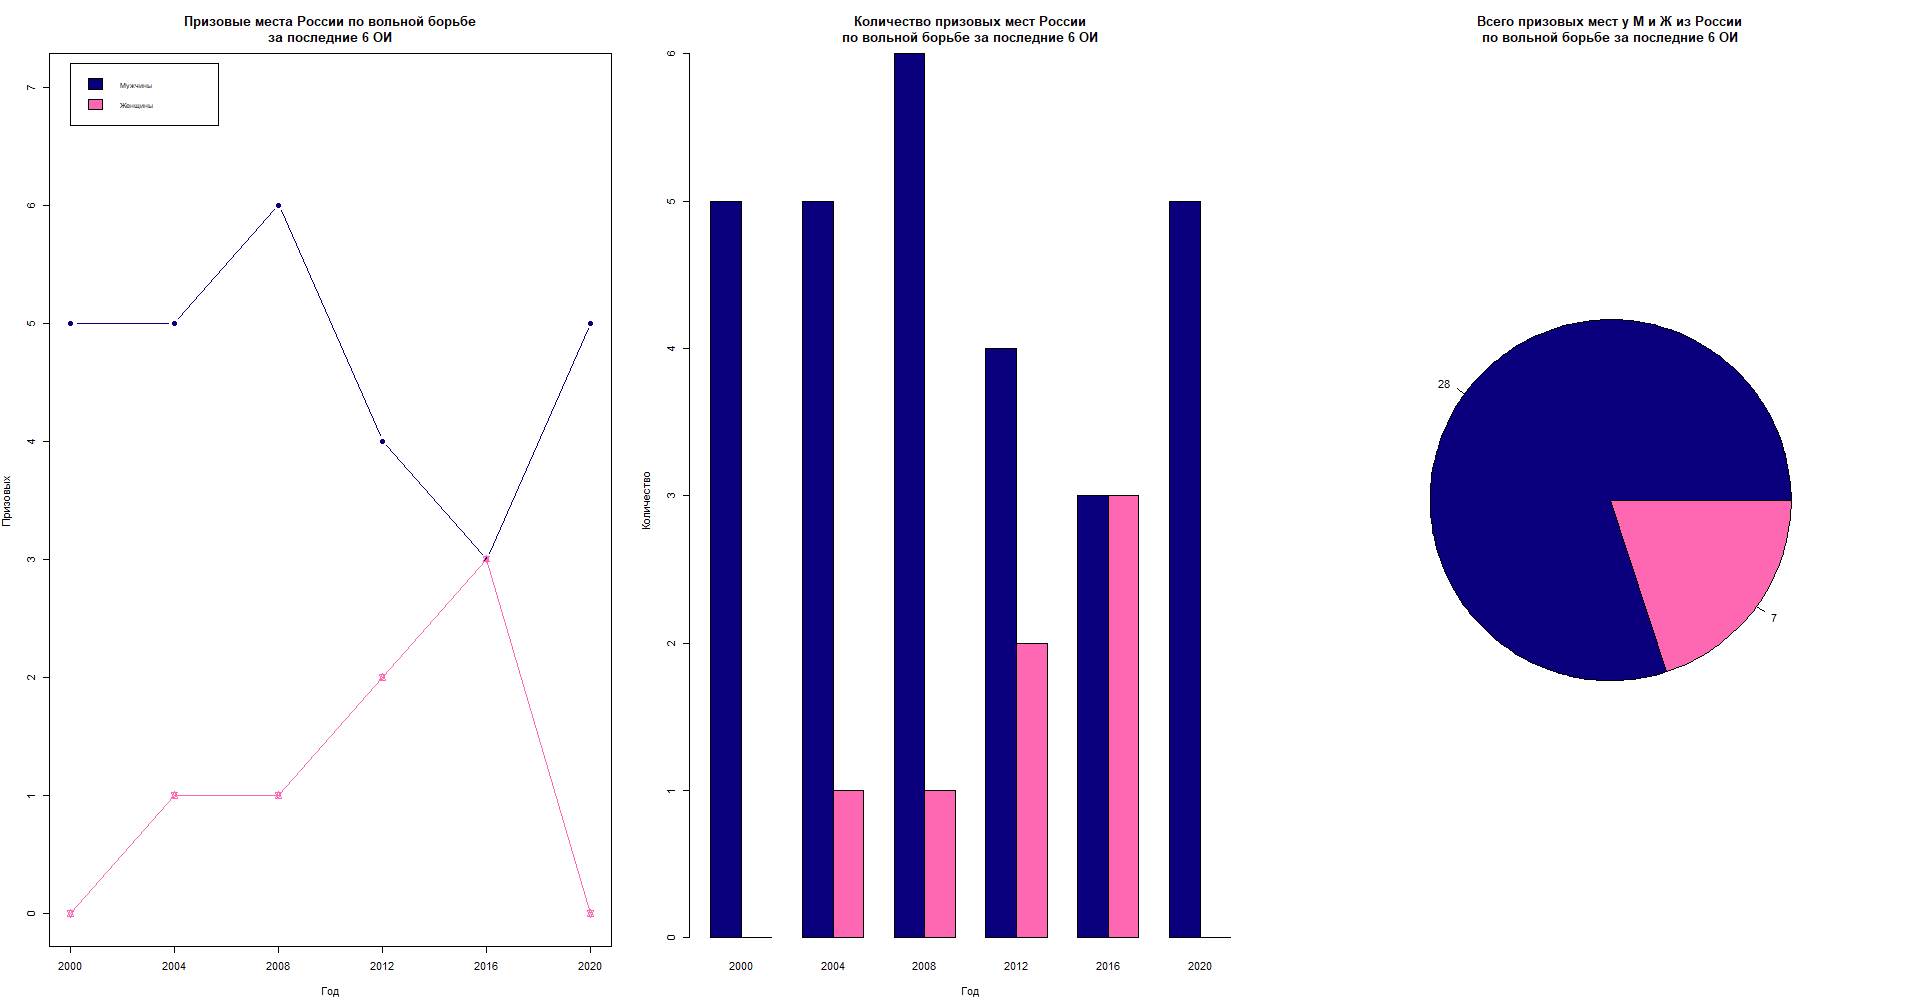 Призовые места России по вольной борьбе
за последние 6 ОИ
Мужчины
Женщины
7
6
5
4
3
2
1
0
Призовых
2000 2004 2008 2012 2016 2020
Год
Количество призовых мест России
по вольной борьбе за последние 6 ОИ
6
5
4
3
2
1
0
Количество
2000 2004 2008 2012 2016 2020
Год
Всего призовых мест у М и Ж из России
по вольной борьбе за последние 6 ОИ
28
7